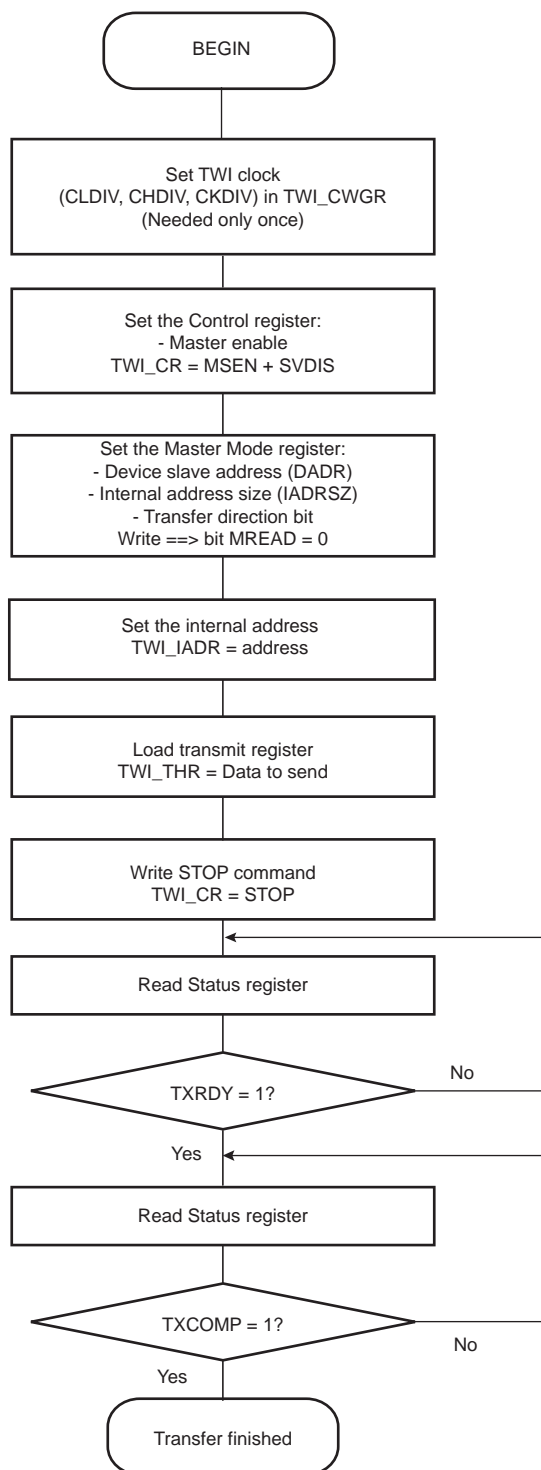 BEGIN
Set TWI clock
(CLDIV, CHDIV, CKDIV) in TWI_CWGR
(Needed only once)
Set the Control register:
- Master enable
TWI_CR = MSEN + SVDIS
Set the Master Mode register:
- Device slave address (DADR)
- Internal address size (IADRSZ)
- Transfer direction bit
Write ==> bit MREAD = 0
Set the internal address
TWI_IADR = address
Load transmit register
TWI_THR = Data to send
Write STOP command
TWI_CR = STOP
Read Status register
TXRDY = 1?
No
Yes
Read Status register
TXCOMP = 1?
No
Yes
Transfer finished